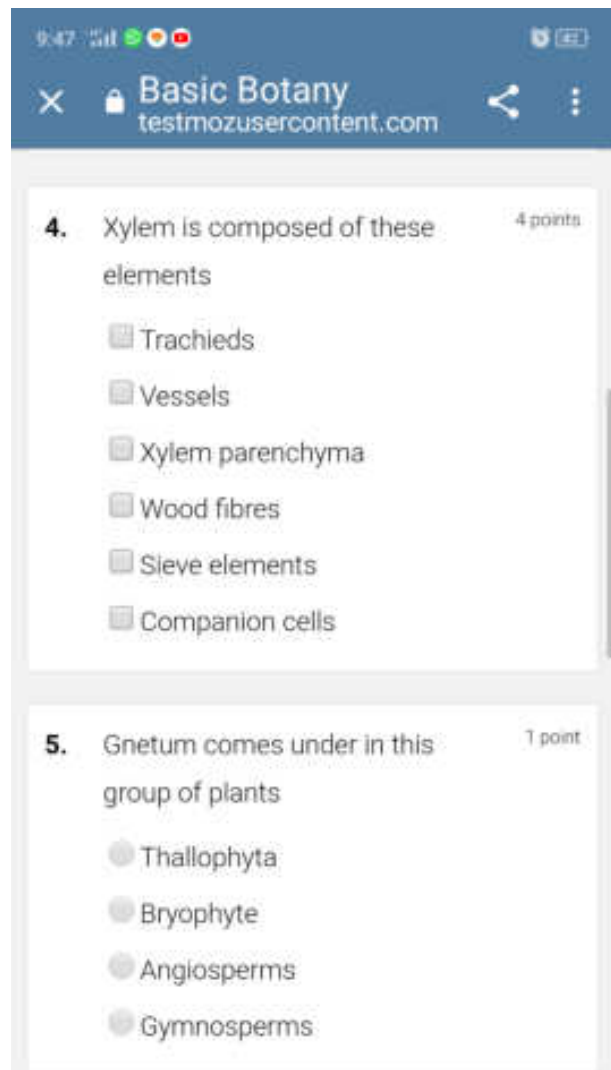 9:47
Basic Botany
testmozusercontent.com
4. Xylem is composed of these 4 points
elements
Trachieds
Vessels
Xylem parenchyma
Wood fibres
Sieve elements
Companion cells
5. Gnetum comes under in this 1 point
group of plants
Thallophyta
Bryophyte
Angiosperms
Gymnosperms